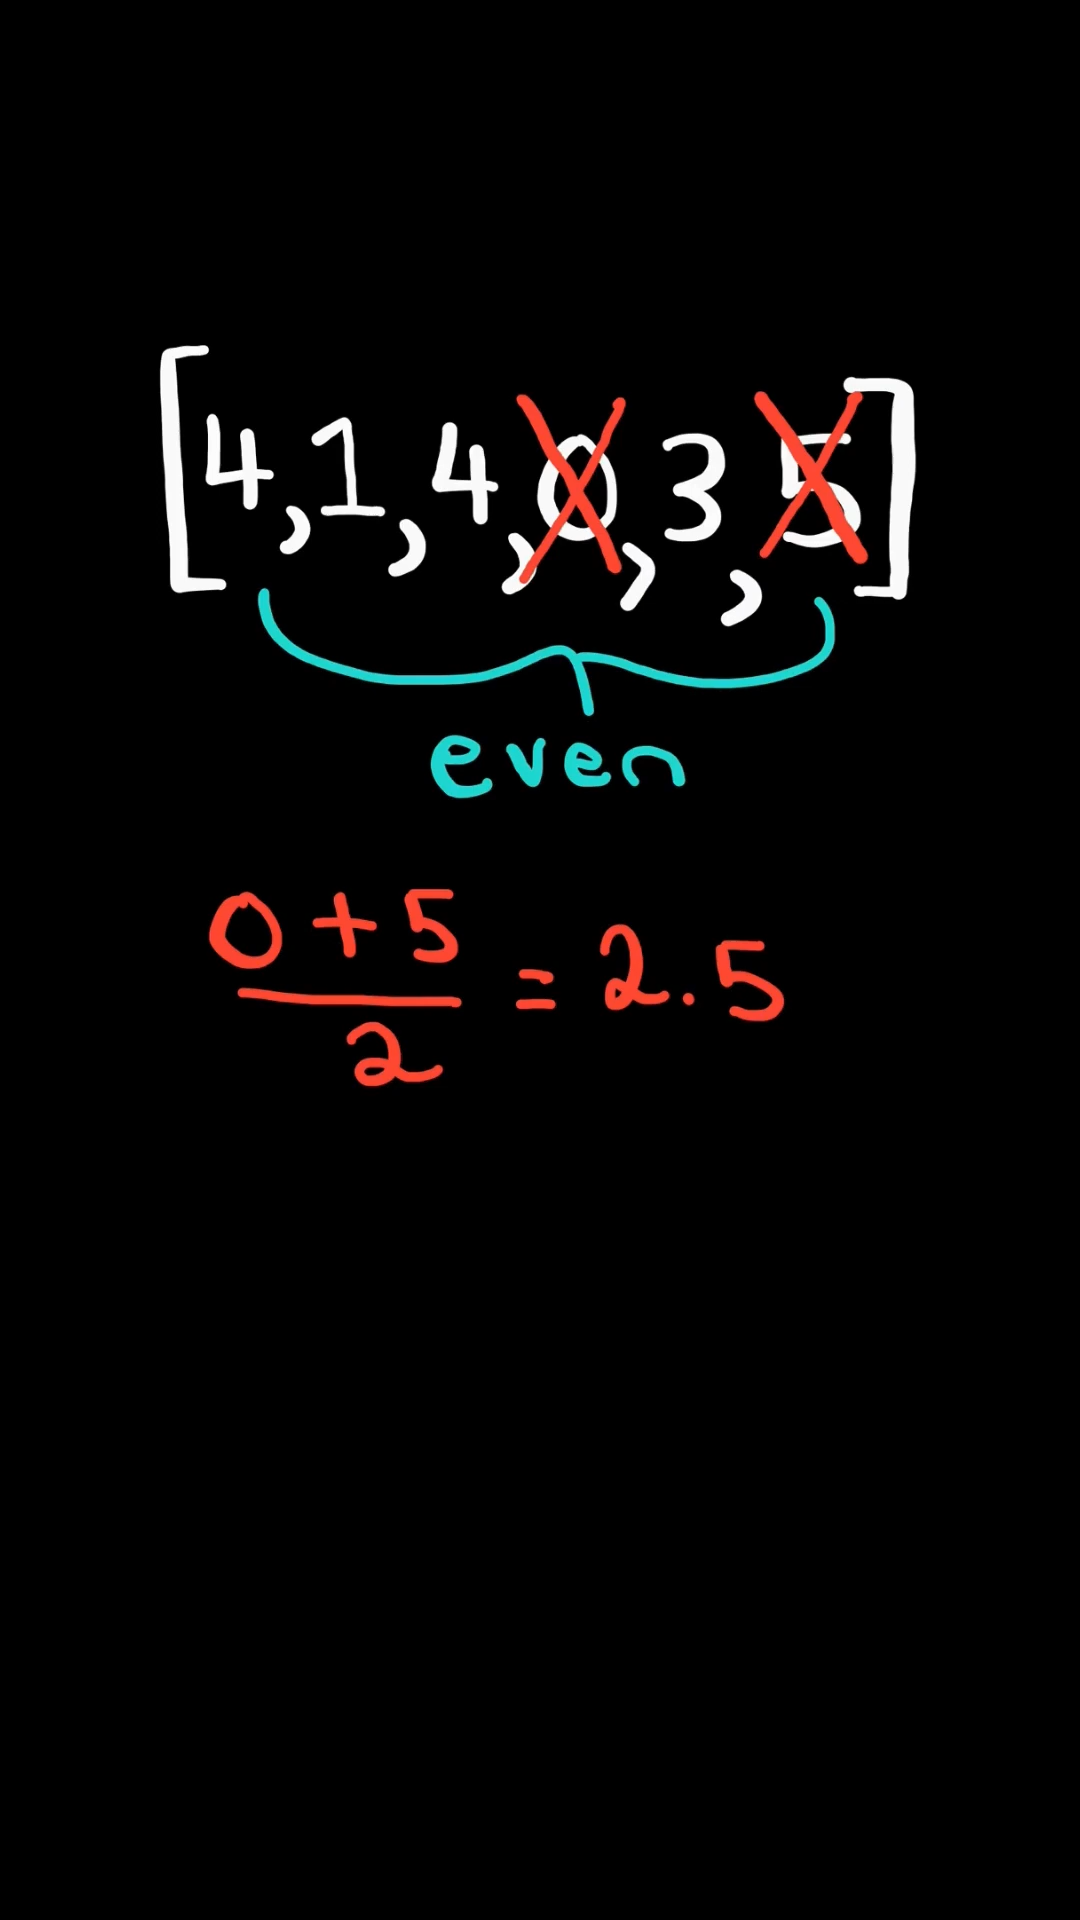 [4,1,4,0,3,5]
even
0+5
2
= 2.5